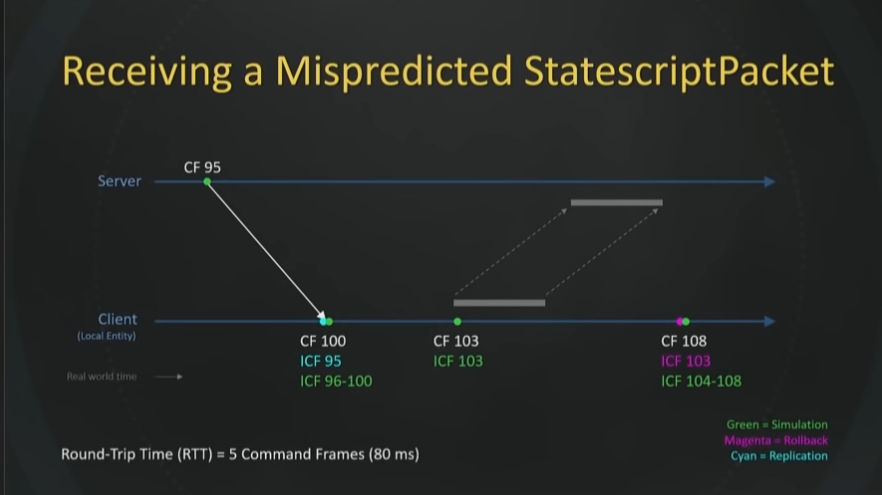 Receiving a Mispredicted StatescriptPacket
CF 95
Server
Client
(Local Entity)
CF 100
ICF 95
ICF 96-100
CF 103
ICF 103
CF 108
ICF 103
ICF 104-108
Real world time
Green = Simulation
Magenta = Rollback
Cyan = Replication
Round-Trip Time (RTT) = 5 Command Frames (80 ms)